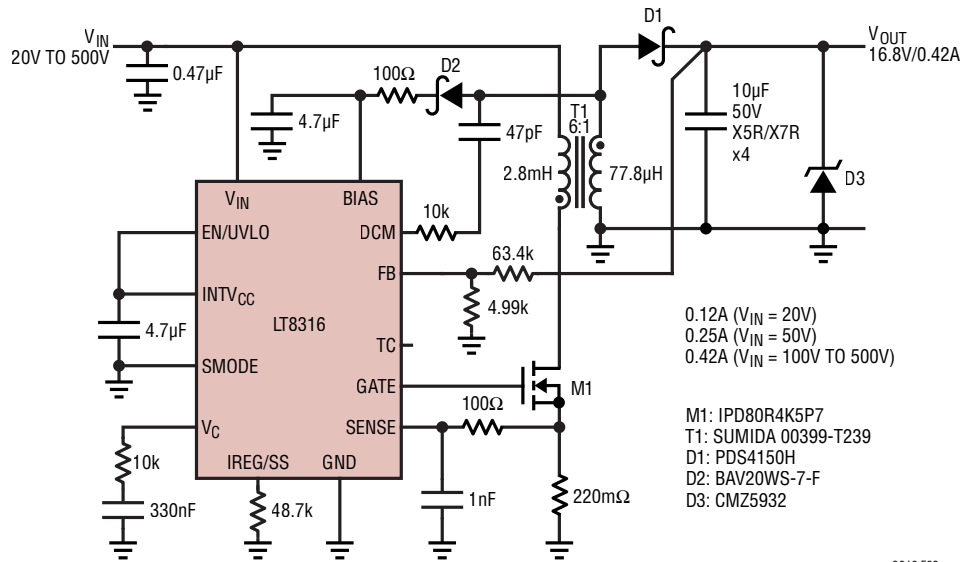 V_IN
20V TO 500V
0.47µF
4.7µF
100Ω
D2
47pF
T1
6:1
2.8mH
77.8µH
D1
V_OUT
16.8V/0.42A
10µF
50V
X5R/X7R
x4
D3
V_IN
BIAS
EN/UVLO
DCM
10k
INTV_CC
FB
63.4k
4.99k
4.7µF
LT8316
SMODE
TC
GATE
M1
V_C
SENSE
100Ω
IREG/SS
GND
10k
330nF
48.7k
1nF
220mΩ
0.12A (V_IN = 20V)
0.25A (V_IN = 50V)
0.42A (V_IN = 100V TO 500V)
M1: IPD80R4K5P7
T1: SUMIDA 00399-T239
D1: PDS4150H
D2: BAV20WS-7-F
D3: CMZ5932